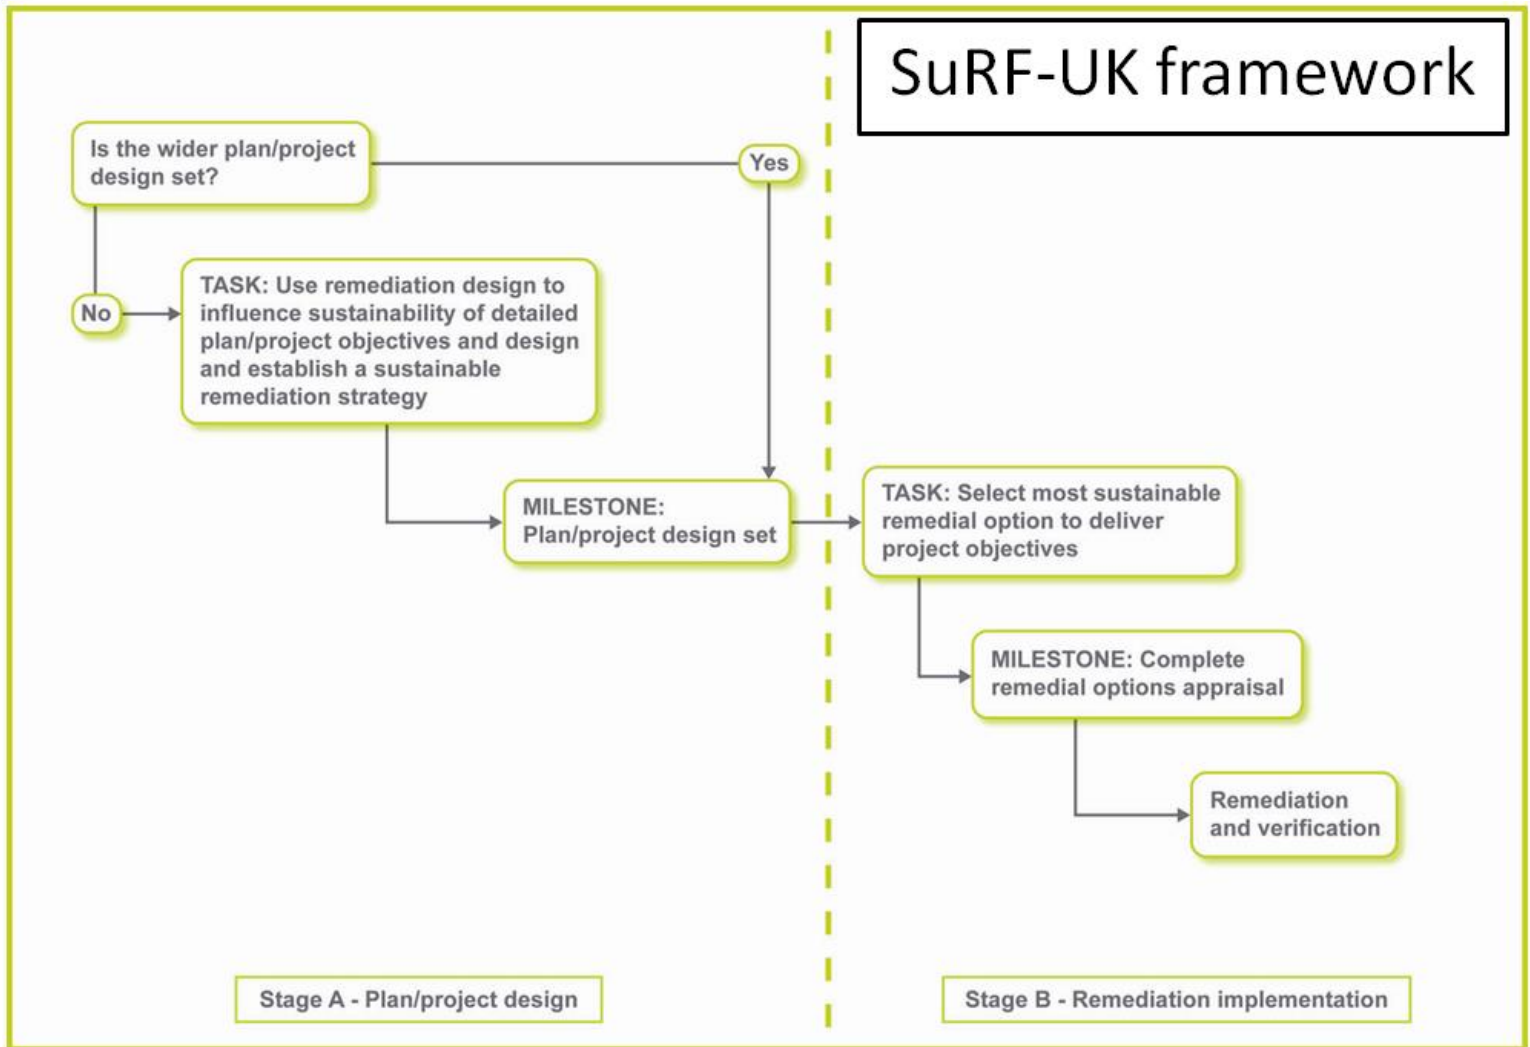 SuRF-UK framework
Is the wider plan/project
design set?
Yes
No
TASK: Use remediation design to
influence sustainability of detailed
plan/project objectives and design
and establish a sustainable
remediation strategy
MILESTONE:
Plan/project design set
TASK: Select most sustainable
remedial option to deliver
project objectives
MILESTONE: Complete
remedial options appraisal
Remediation
and verification
Stage A - Plan/project design
Stage B - Remediation implementation